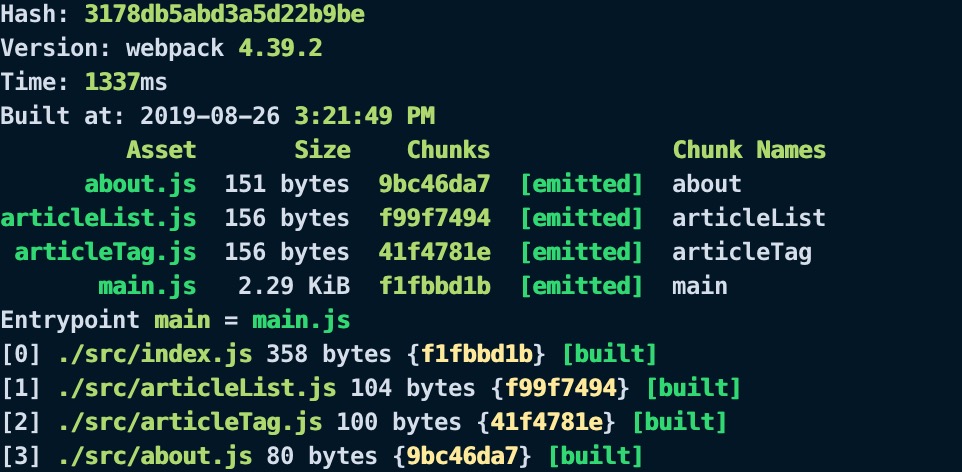 Hash: 3178db5abd3a5d22b9be
Version: webpack 4.39.2
Time: 1337ms
Built at: 2019-08-26 3:21:49 PM
Asset Size Chunks Chunk Names
about.js 151 bytes 9bc46da7 [emitted] about
articleList.js 156 bytes f99f7494 [emitted] articleList
articleTag.js 156 bytes 41f4781e [emitted] articleTag
main.js 2.29 KiB f1fbbd1b [emitted] main
Entrypoint main = main.js
[0] ./src/index.js 358 bytes {f1fbbd1b} [built]
[1] ./src/articleList.js 104 bytes {f99f7494} [built]
[2] ./src/articleTag.js 100 bytes {41f4781e} [built]
[3] ./src/about.js 80 bytes {9bc46da7} [built]